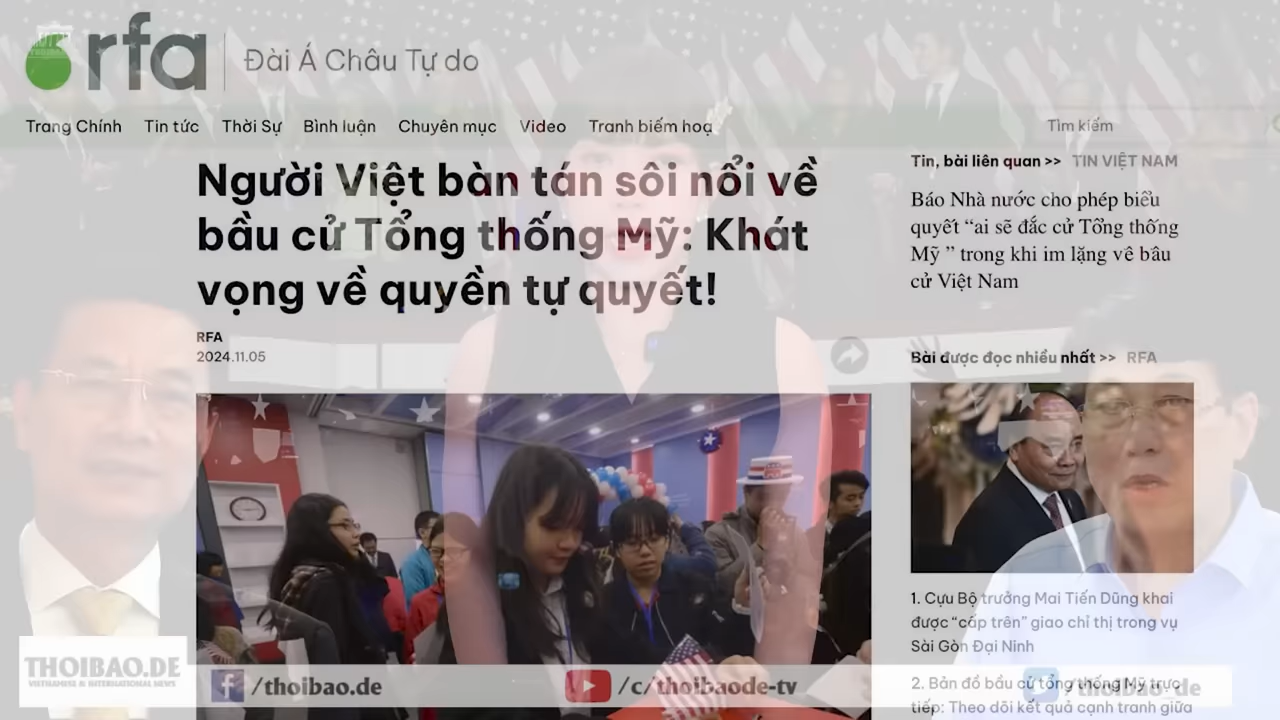 rfa
Đài Á Châu Tự do
Trang Chính Tin tức Thời Sự Bình luận Chuyên mục Video Tranh biếm hoạ
Tìm kiếm
Người Việt bàn tán sôi nổi về
bầu cử Tổng thống Mỹ: Khát
vọng về quyền tự quyết!
RFA
2024.11.05
Tin, bài liên quan >> TIN VIỆT NAM
Báo Nhà nước cho phép biểu
quyết “ai sẽ đắc cử Tổng thống
Mỹ ” trong khi im lặng về bầu
cử Việt Nam
Bài được đọc nhiều nhất >> RFA
1. Cựu Bộ trưởng Mai Tiến Dũng khai
được “cấp trên” giao chỉ thị trong vụ
Sài Gòn Đại Ninh
2. Bản đồ bầu cử tổng thống Mỹ trực
tiếp: Theo dõi kết quả cạnh tranh giữa
THOIBAO.DE
VIETNAMESE & INTERNATIONAL NEWS
/thoibao.de
/c/thoibaode-tv
/thoibao_de